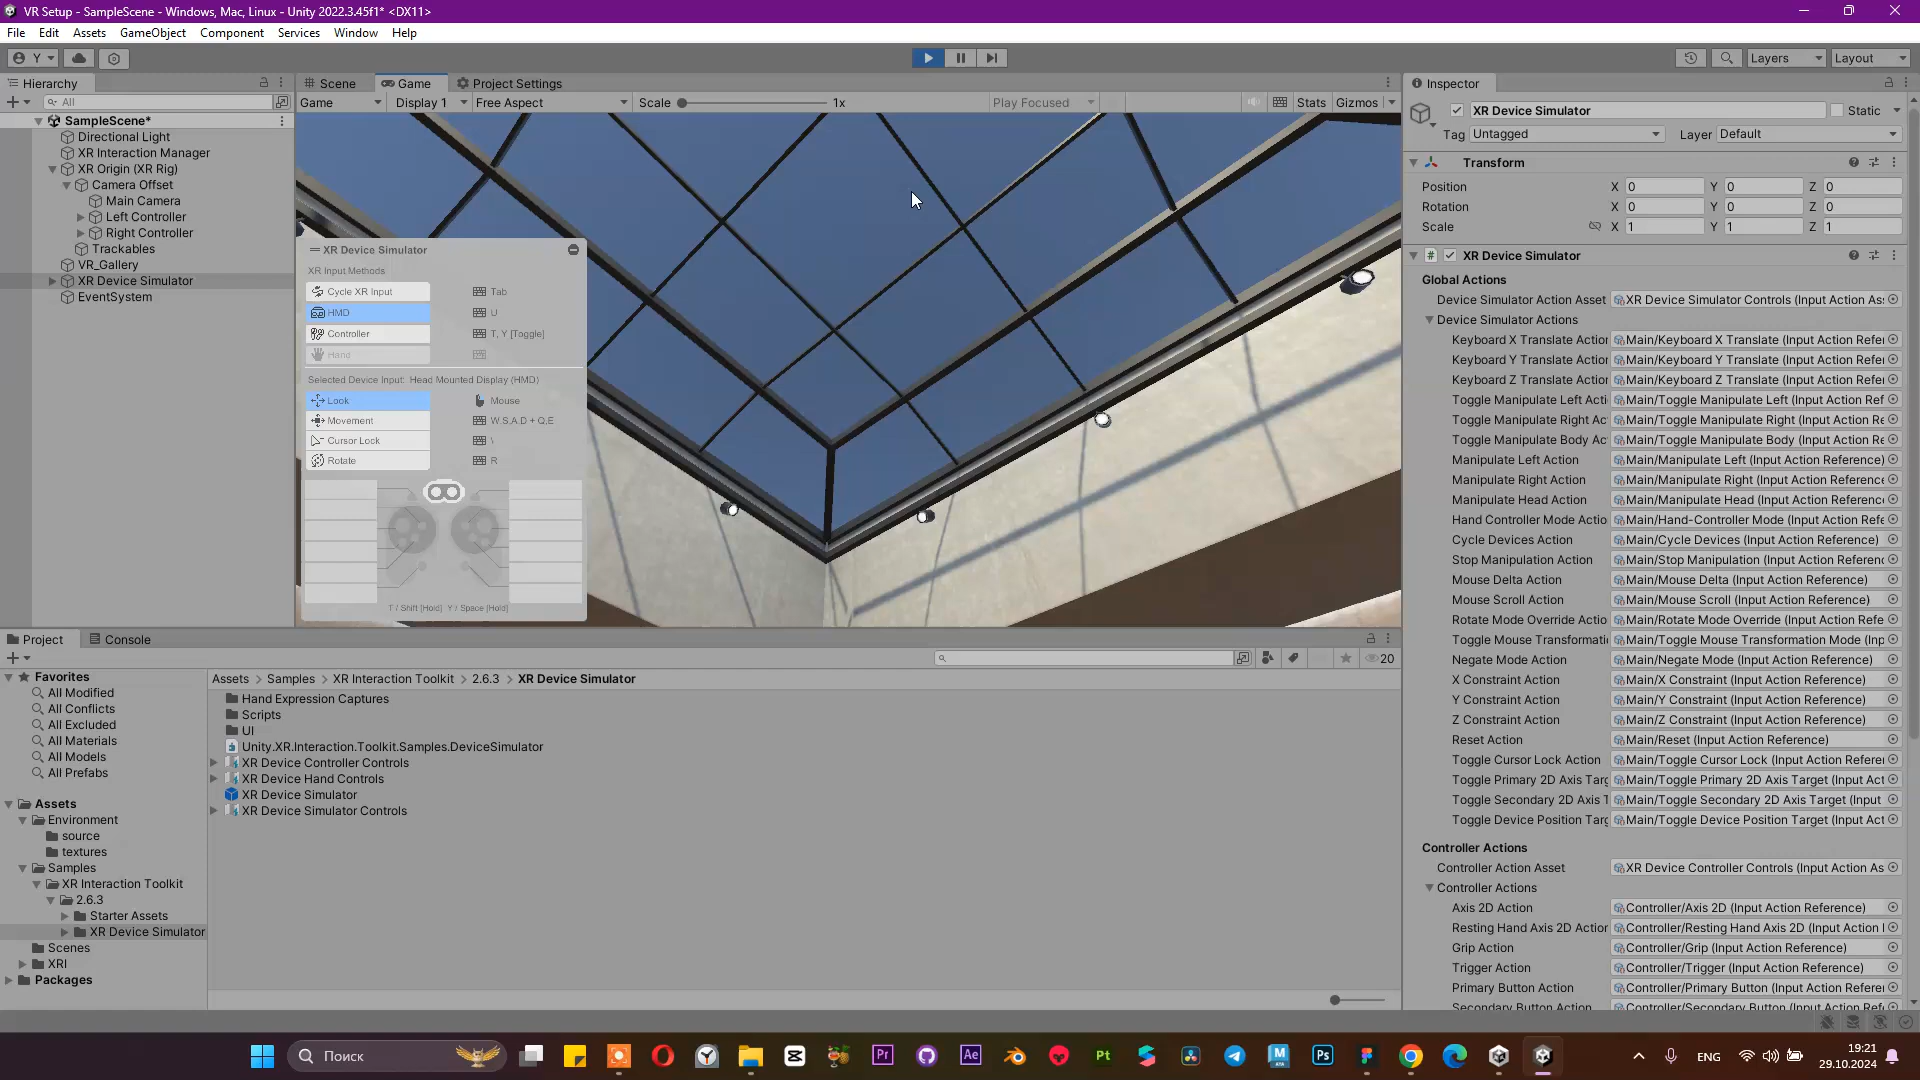 VR Setup - SampleScene - Windows, Mac, Linux - Unity 2022.3.45f1* <DX11>
File Edit Assets GameObject Component Services Window Help
Y
Layers
Layout
Hierarchy
All
SampleScene*
Directional Light
XR Interaction Manager
XR Origin (XR Rig)
Camera Offset
Main Camera
Left Controller
Right Controller
Trackables
VR_Gallery
XR Device Simulator
EventSystem
Scene Game Project Settings
Game Display 1 Free Aspect Scale 1x Play Focused Stats Gizmos
XR Device Simulator
XR Input Methods
Cycle XR Input Tab
HMD U
Controller T, Y [Toggle]
Hand
Selected Device Input: Head Mounted Display (HMD)
Look Mouse
Movement W,S,A,D + Q,E
Cursor Lock \
Rotate R
T / Shift [Hold] Y / Space [Hold]
Inspector
XR Device Simulator Static
Tag Untagged Layer Default
Transform
Position X 0 Y 0 Z 0
Rotation X 0 Y 0 Z 0
Scale X 1 Y 1 Z 1
XR Device Simulator
Global Actions
Device Simulator Action Asset XR Device Simulator Controls (Input Action As
Device Simulator Actions
Keyboard X Translate Action Main/Keyboard X Translate (Input Action Refer
Keyboard Y Translate Action Main/Keyboard Y Translate (Input Action Refer
Keyboard Z Translate Action Main/Keyboard Z Translate (Input Action Refer
Toggle Manipulate Left Acti Main/Toggle Manipulate Left (Input Action Ref
Toggle Manipulate Right Ac Main/Toggle Manipulate Right (Input Action Re
Toggle Manipulate Body Ac Main/Toggle Manipulate Body (Input Action Re
Manipulate Left Action Main/Manipulate Left (Input Action Reference)
Manipulate Right Action Main/Manipulate Right (Input Action Reference
Manipulate Head Action Main/Manipulate Head (Input Action Reference
Hand Controller Mode Actio Main/Hand-Controller Mode (Input Action Refe
Cycle Devices Action Main/Cycle Devices (Input Action Reference)
Stop Manipulation Action Main/Stop Manipulation (Input Action Referenc
Mouse Delta Action Main/Mouse Delta (Input Action Reference)
Mouse Scroll Action Main/Mouse Scroll (Input Action Reference)
Rotate Mode Override Action Main/Rotate Mode Override (Input Action Refe
Toggle Mouse Transformati Main/Toggle Mouse Transformation Mode (Inp
Negate Mode Action Main/Negate Mode (Input Action Reference)
X Constraint Action Main/X Constraint (Input Action Reference)
Y Constraint Action Main/Y Constraint (Input Action Reference)
Z Constraint Action Main/Z Constraint (Input Action Reference)
Reset Action Main/Reset (Input Action Reference)
Toggle Cursor Lock Action Main/Toggle Cursor Lock (Input Action Referen
Toggle Primary 2D Axis Targ Main/Toggle Primary 2D Axis Target (Input Act
Toggle Secondary 2D Axis T Main/Toggle Secondary 2D Axis Target (Input
Toggle Device Position Targ Main/Toggle Device Position Target (Input Act
Controller Actions
Controller Action Asset XR Device Controller Controls (Input Action As
Controller Actions
Axis 2D Action Controller/Axis 2D (Input Action Reference)
Resting Hand Axis 2D Action Controller/Resting Hand Axis 2D (Input Action
Grip Action Controller/Grip (Input Action Reference)
Trigger Action Controller/Trigger (Input Action Reference)
Primary Button Action Controller/Primary Button (Input Action Referen
Secondary Button Action Controller/Secondary Button (Input Action Ref
Project Console
20
Favorites
All Modified
All Conflicts
All Excluded
All Materials
All Models
All Prefabs
Assets
Environment
source
textures
Samples
XR Interaction Toolkit
2.6.3
Starter Assets
XR Device Simulator
Scenes
XRI
Packages
Assets > Samples > XR Interaction Toolkit > 2.6.3 > XR Device Simulator
Hand Expression Captures
Scripts
UI
Unity.XR.Interaction.Toolkit.Samples.DeviceSimulator
XR Device Controller Controls
XR Device Hand Controls
XR Device Simulator
XR Device Simulator Controls
Поиск
Pr
Ae
Pt
M
Ps
ENG
19:21
29.10.2024